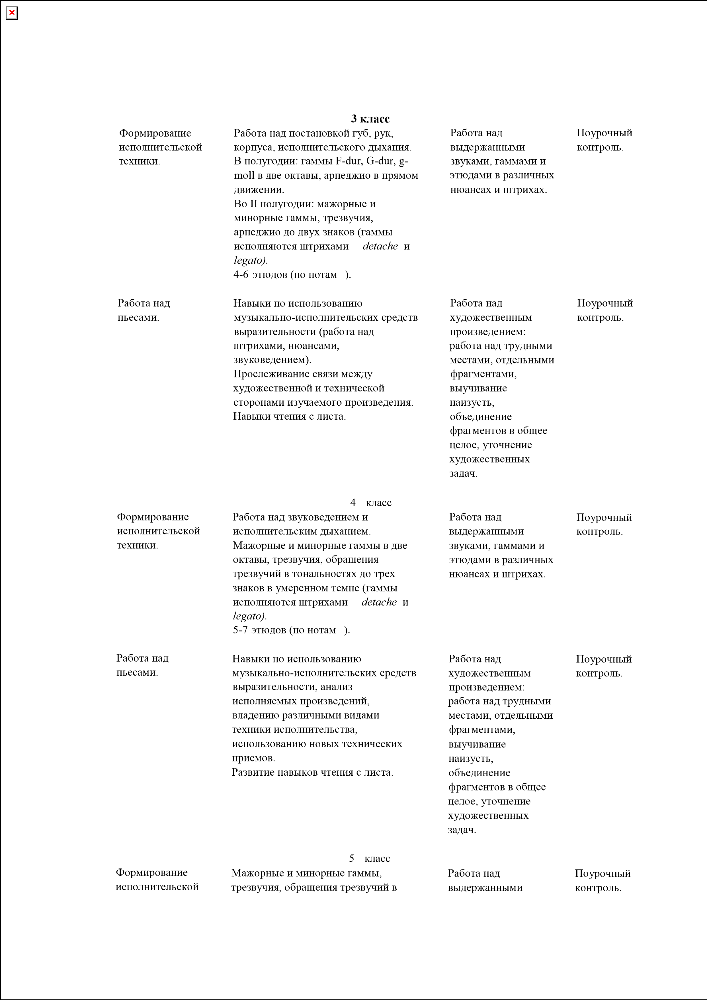 3 класс
Формирование
исполнительской
техники.
Работа над постановкой губ, рук,
корпуса, исполнительского дыхания.
В полугодии: гаммы F-dur, G-dur, g-
moll в две октавы, арпеджио в прямом
движении.
Во II полугодии: мажорные и
минорные гаммы, трезвучия,
арпеджио до двух знаков (гаммы
исполняются штрихами detache и
legato).
4-6 этюдов (по нотам ).
Работа над
выдержанными
звуками, гаммами и
этюдами в различных
нюансах и штрихах.
Поурочный
контроль.
Работа над
пьесами.
Навыки по использованию
музыкально-исполнительских средств
выразительности (работа над
штрихами, нюансами,
звуковедением).
Прослеживание связи между
художественной и технической
сторонами изучаемого произведения.
Навыки чтения с листа.
Работа над
художественным
произведением:
работа над трудными
местами, отдельными
фрагментами,
выучивание
наизусть,
объединение
фрагментов в общее
целое, уточнение
художественных
задач.
Поурочный
контроль.
4 класс
Формирование
исполнительской
техники.
Работа над звуковедением и
исполнительским дыханием.
Мажорные и минорные гаммы в две
октавы, трезвучия, обращения
трезвучий в тональностях до трех
знаков в умеренном темпе (гаммы
исполняются штрихами detache и
legato).
5-7 этюдов (по нотам ).
Работа над
выдержанными
звуками, гаммами и
этюдами в различных
нюансах и штрихах.
Поурочный
контроль.
Работа над
пьесами.
Навыки по использованию
музыкально-исполнительских средств
выразительности, анализ
исполняемых произведений,
владению различными видами
техники исполнительства,
использованию новых технических
приемов.
Развитие навыков чтения с листа.
Работа над
художественным
произведением:
работа над трудными
местами, отдельными
фрагментами,
выучивание
наизусть,
объединение
фрагментов в общее
целое, уточнение
художественных
задач.
Поурочный
контроль.
5 класс
Формирование
исполнительской
Мажорные и минорные гаммы,
трезвучия, обращения трезвучий в
Работа над
выдержанными
Поурочный
контроль.